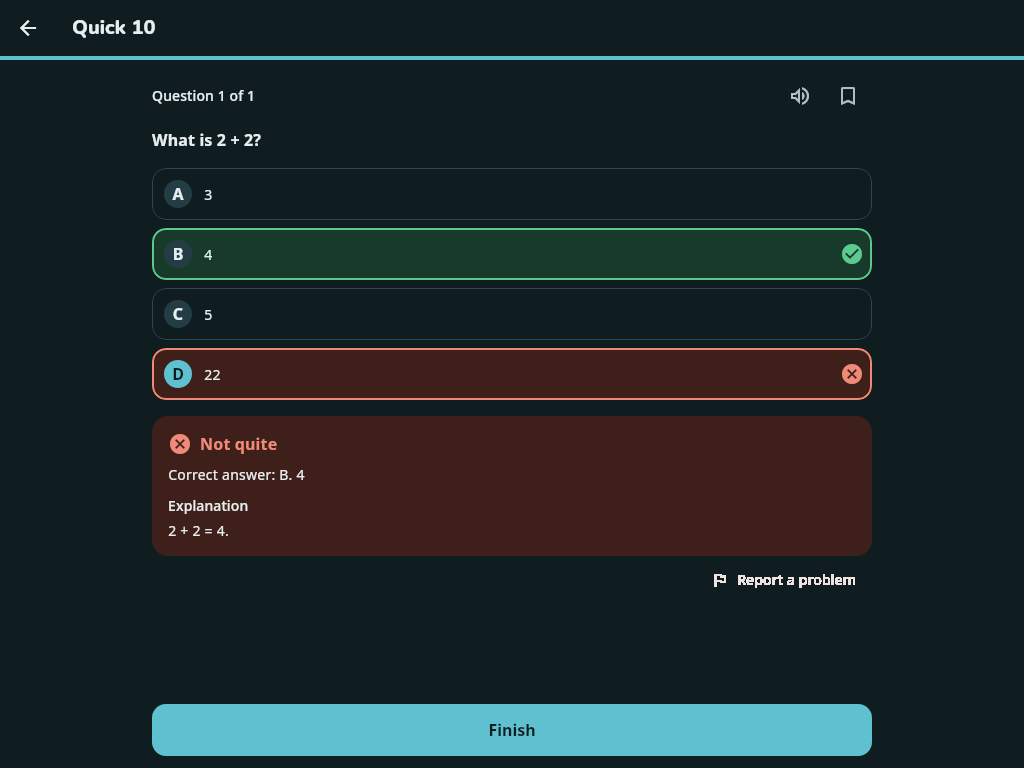 Quick 10
Question 1 of 1
What is 2 + 2?
A 3
B 4
C 5
D 22
Not quite
Correct answer: B. 4
Explanation
2 + 2 = 4.
Report a problem
Finish